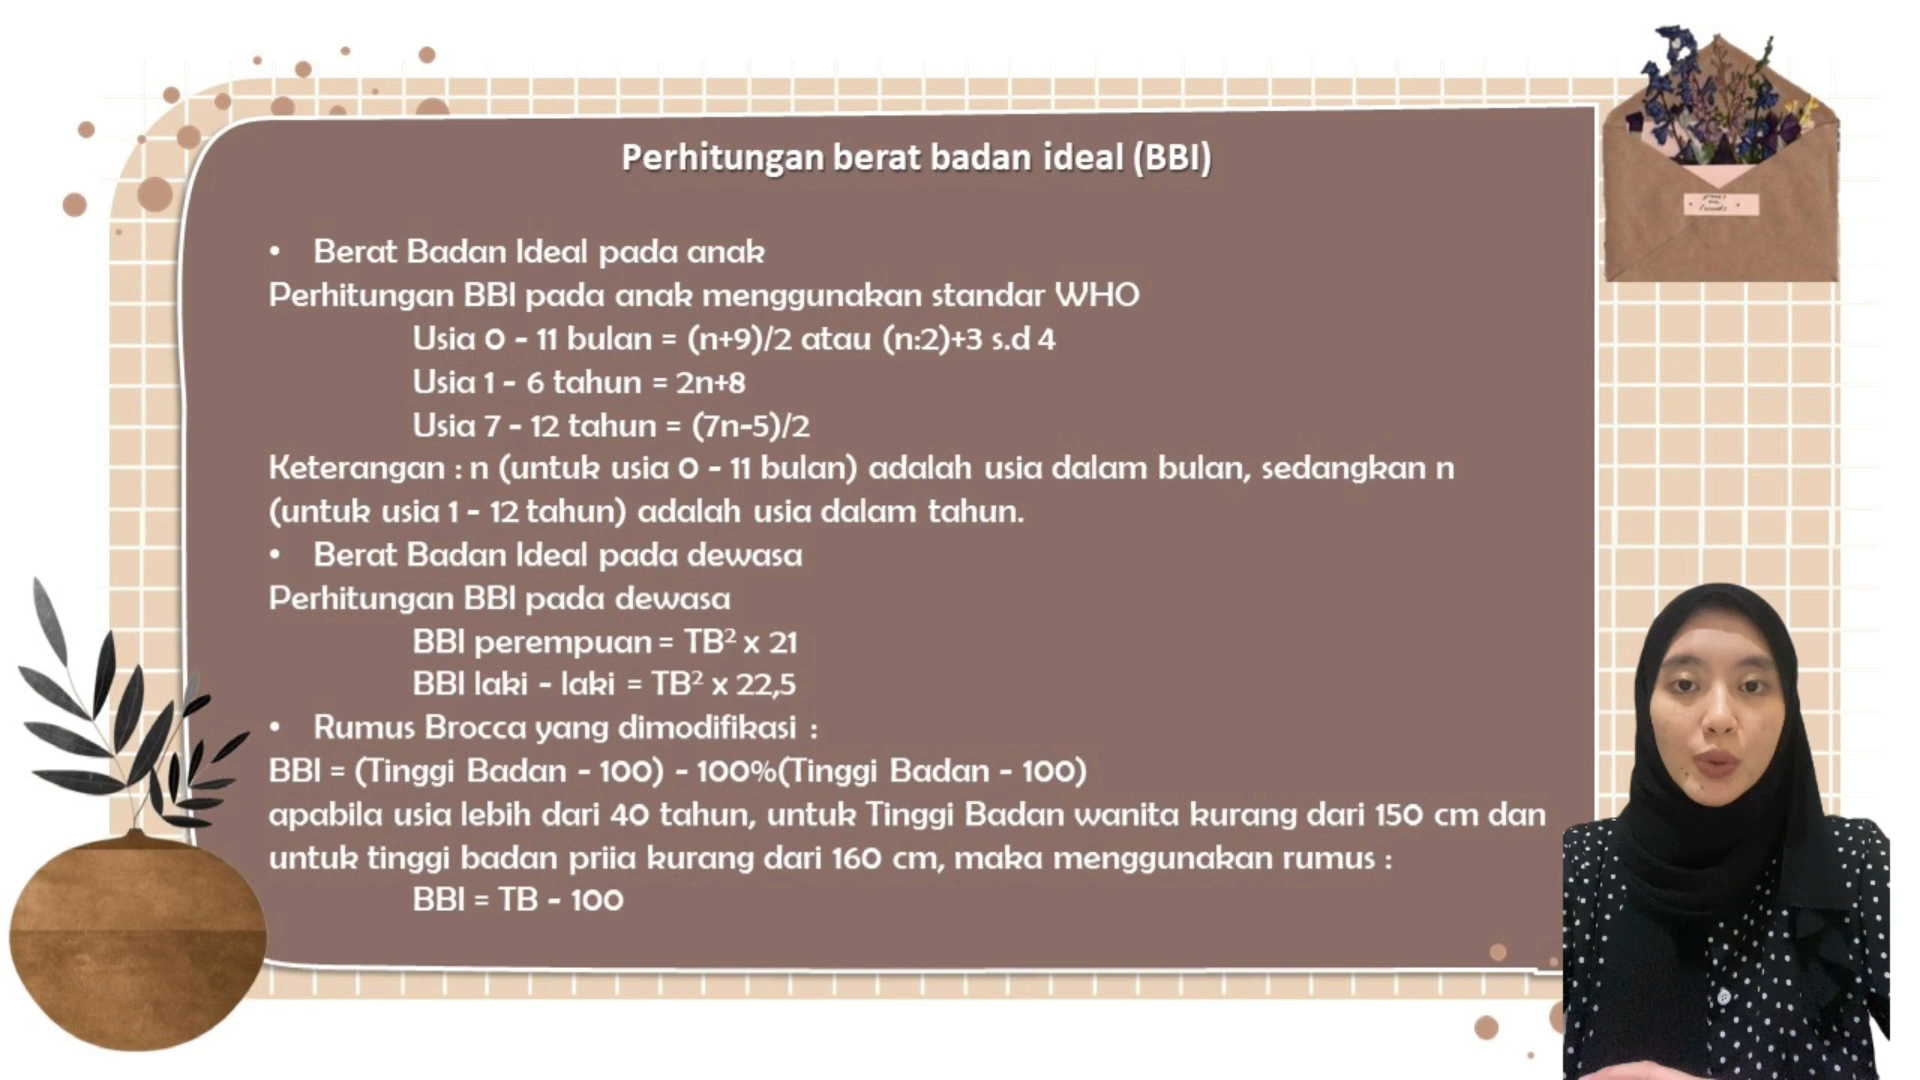 Perhitungan berat badan ideal (BBI)
• Berat Badan Ideal pada anak
Perhitungan BBI pada anak menggunakan standar WHO
Usia 0 - 11 bulan = (n+9)/2 atau (n:2)+3 s.d 4
Usia 1 - 6 tahun = 2n+8
Usia 7 - 12 tahun = (7n-5)/2
Keterangan : n (untuk usia 0 - 11 bulan) adalah usia dalam bulan, sedangkan n
(untuk usia 1 - 12 tahun) adalah usia dalam tahun.
• Berat Badan Ideal pada dewasa
Perhitungan BBI pada dewasa
BBI perempuan = TB² x 21
BBI laki - laki = TB² x 22,5
• Rumus Brocca yang dimodifikasi :
BBI = (Tinggi Badan - 100) - 100%(Tinggi Badan - 100)
apabila usia lebih dari 40 tahun, untuk Tinggi Badan wanita kurang dari 150 cm dan
untuk tinggi badan priia kurang dari 160 cm, maka menggunakan rumus :
BBI = TB - 100